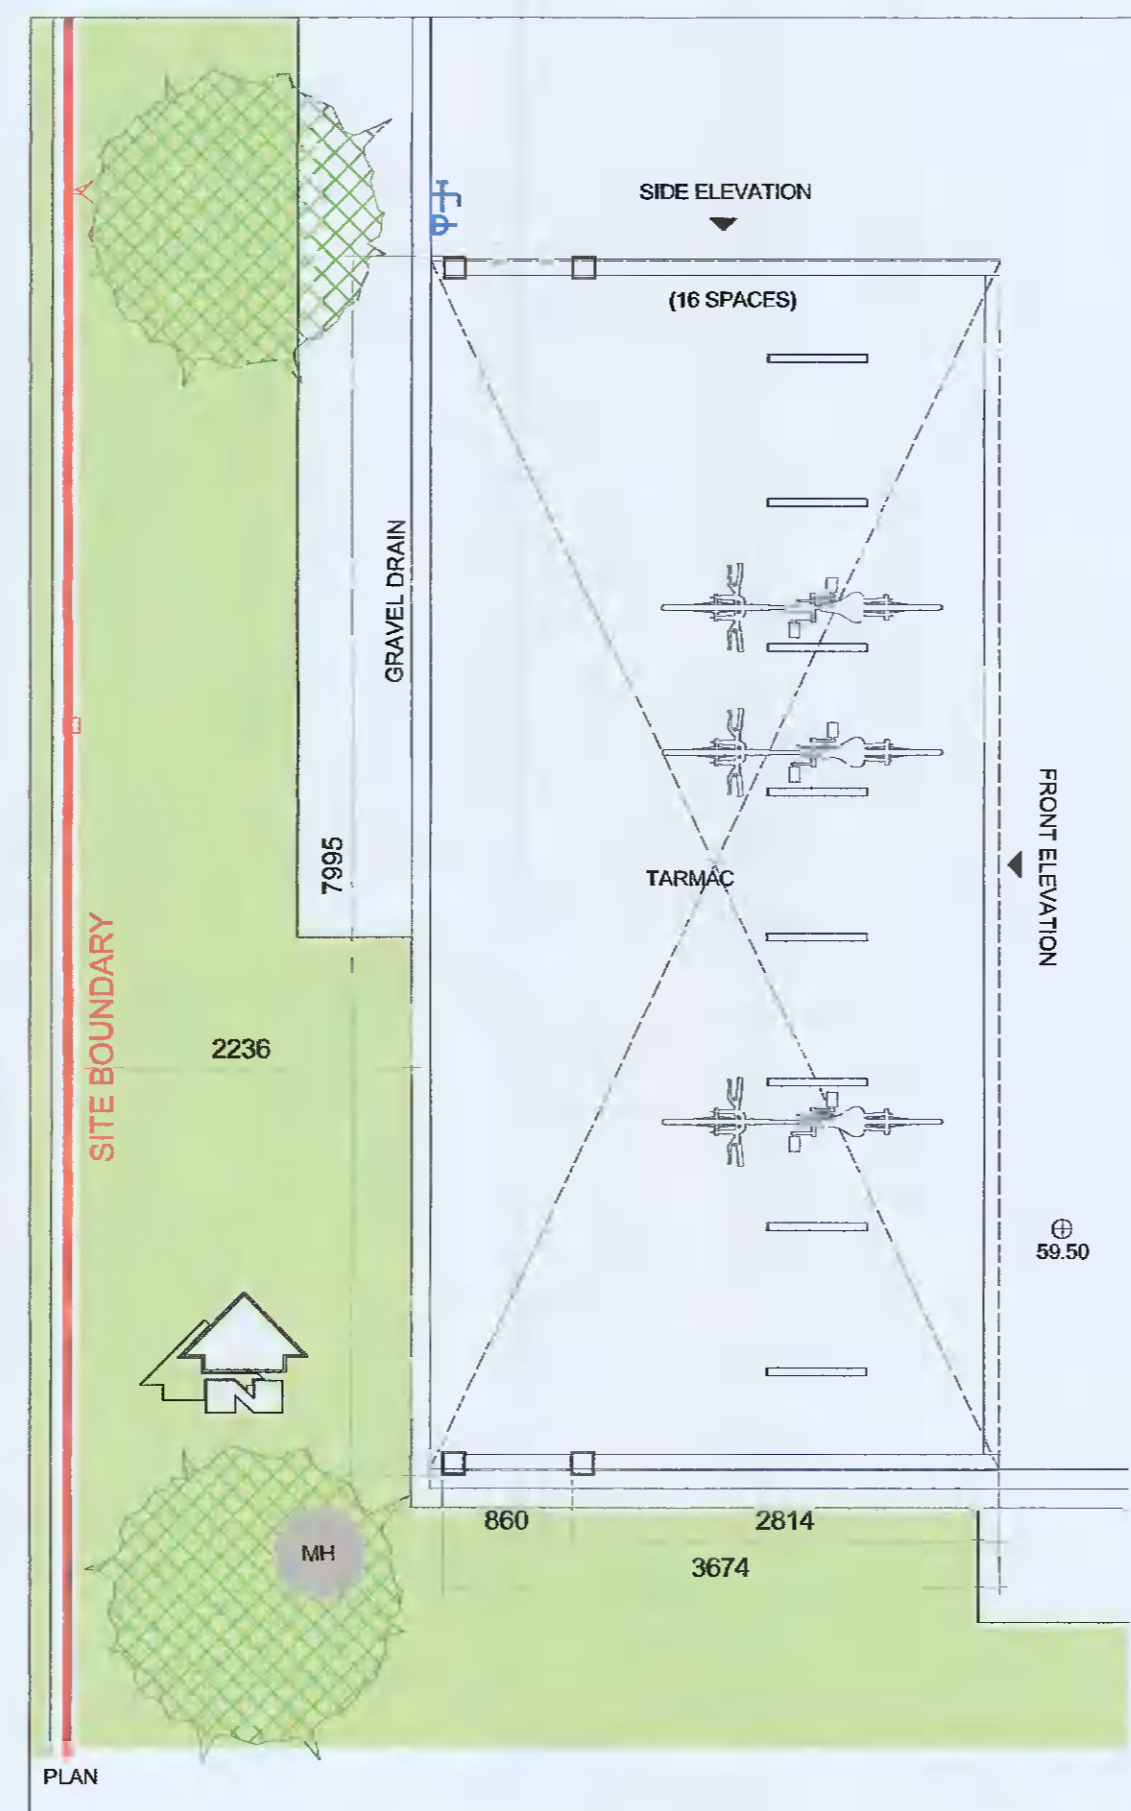 SIDE ELEVATION
(16 SPACES)
GRAVEL DRAIN
7995
TARMAC
FRONT ELEVATION
SITE BOUNDARY
2236
59.50
N
860
2814
3674
MH
PLAN